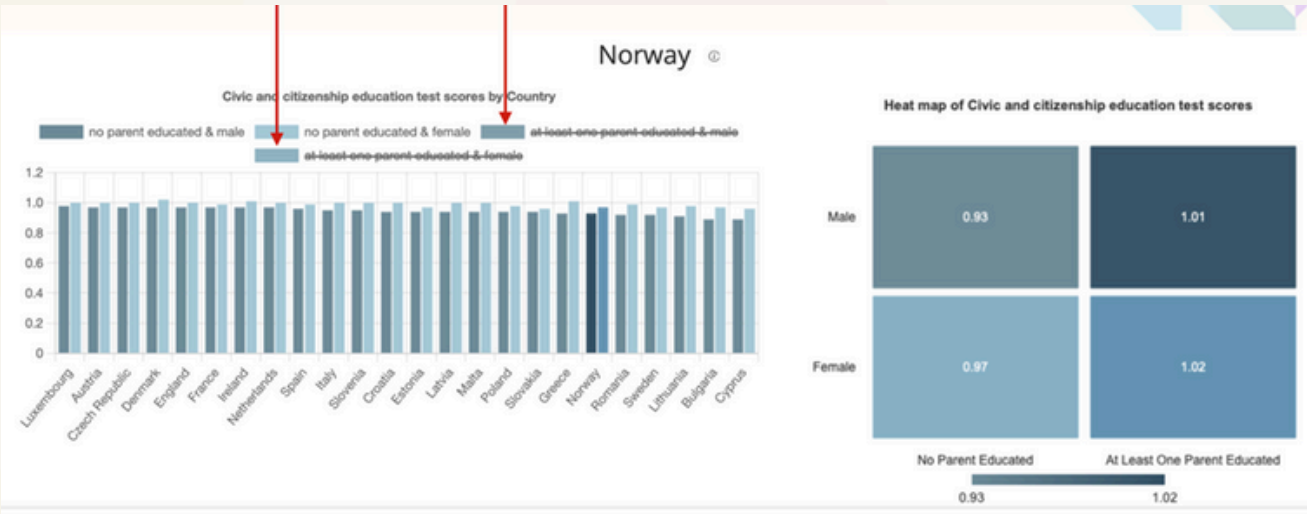 Norway
Civic and citizenship education test scores by Country
no parent educated & male
no parent educated & female
at least one parent educated & male
at least one parent educated & female
1.2
1.0
0.8
0.6
0.4
0.2
0
Luxembourg
Austria
Czech Republic
Denmark
England
France
Ireland
Netherlands
Spain
Italy
Slovenia
Croatia
Estonia
Latvia
Malta
Poland
Slovakia
Greece
Norway
Romania
Sweden
Lithuania
Bulgaria
Cyprus
Heat map of Civic and citizenship education test scores
Male
0.93
1.01
Female
0.97
1.02
No Parent Educated
At Least One Parent Educated
0.93
1.02